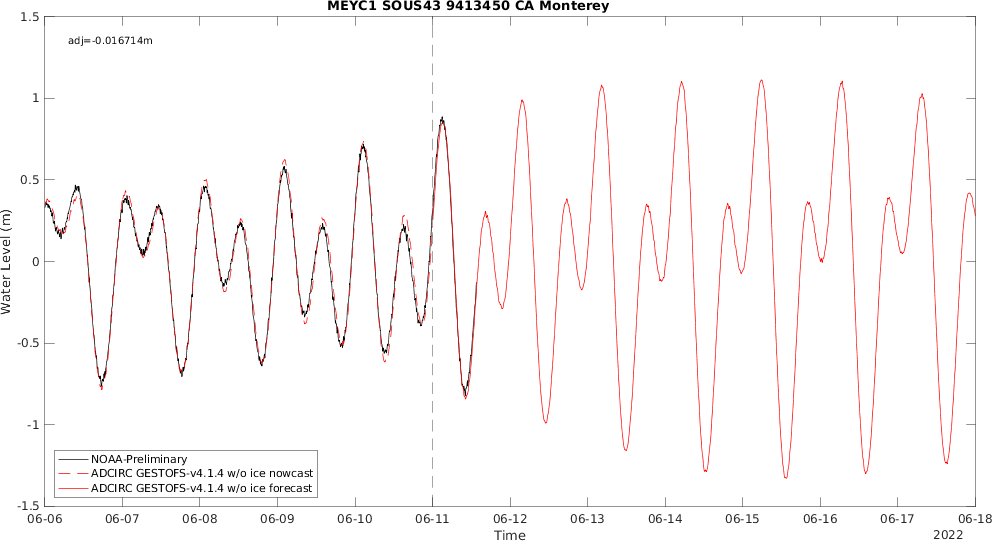 MEYC1 SOUS43 9413450 CA Monterey
adj=-0.016714m
1.5
1
0.5
0
-0.5
-1
-1.5
Water Level (m)
NOAA-Preliminary
ADCIRC GESTOFS-v4.1.4 w/o ice nowcast
ADCIRC GESTOFS-v4.1.4 w/o ice forecast
06-06 06-07 06-08 06-09 06-10 06-11 06-12 06-13 06-14 06-15 06-16 06-17 06-18
Time
2022